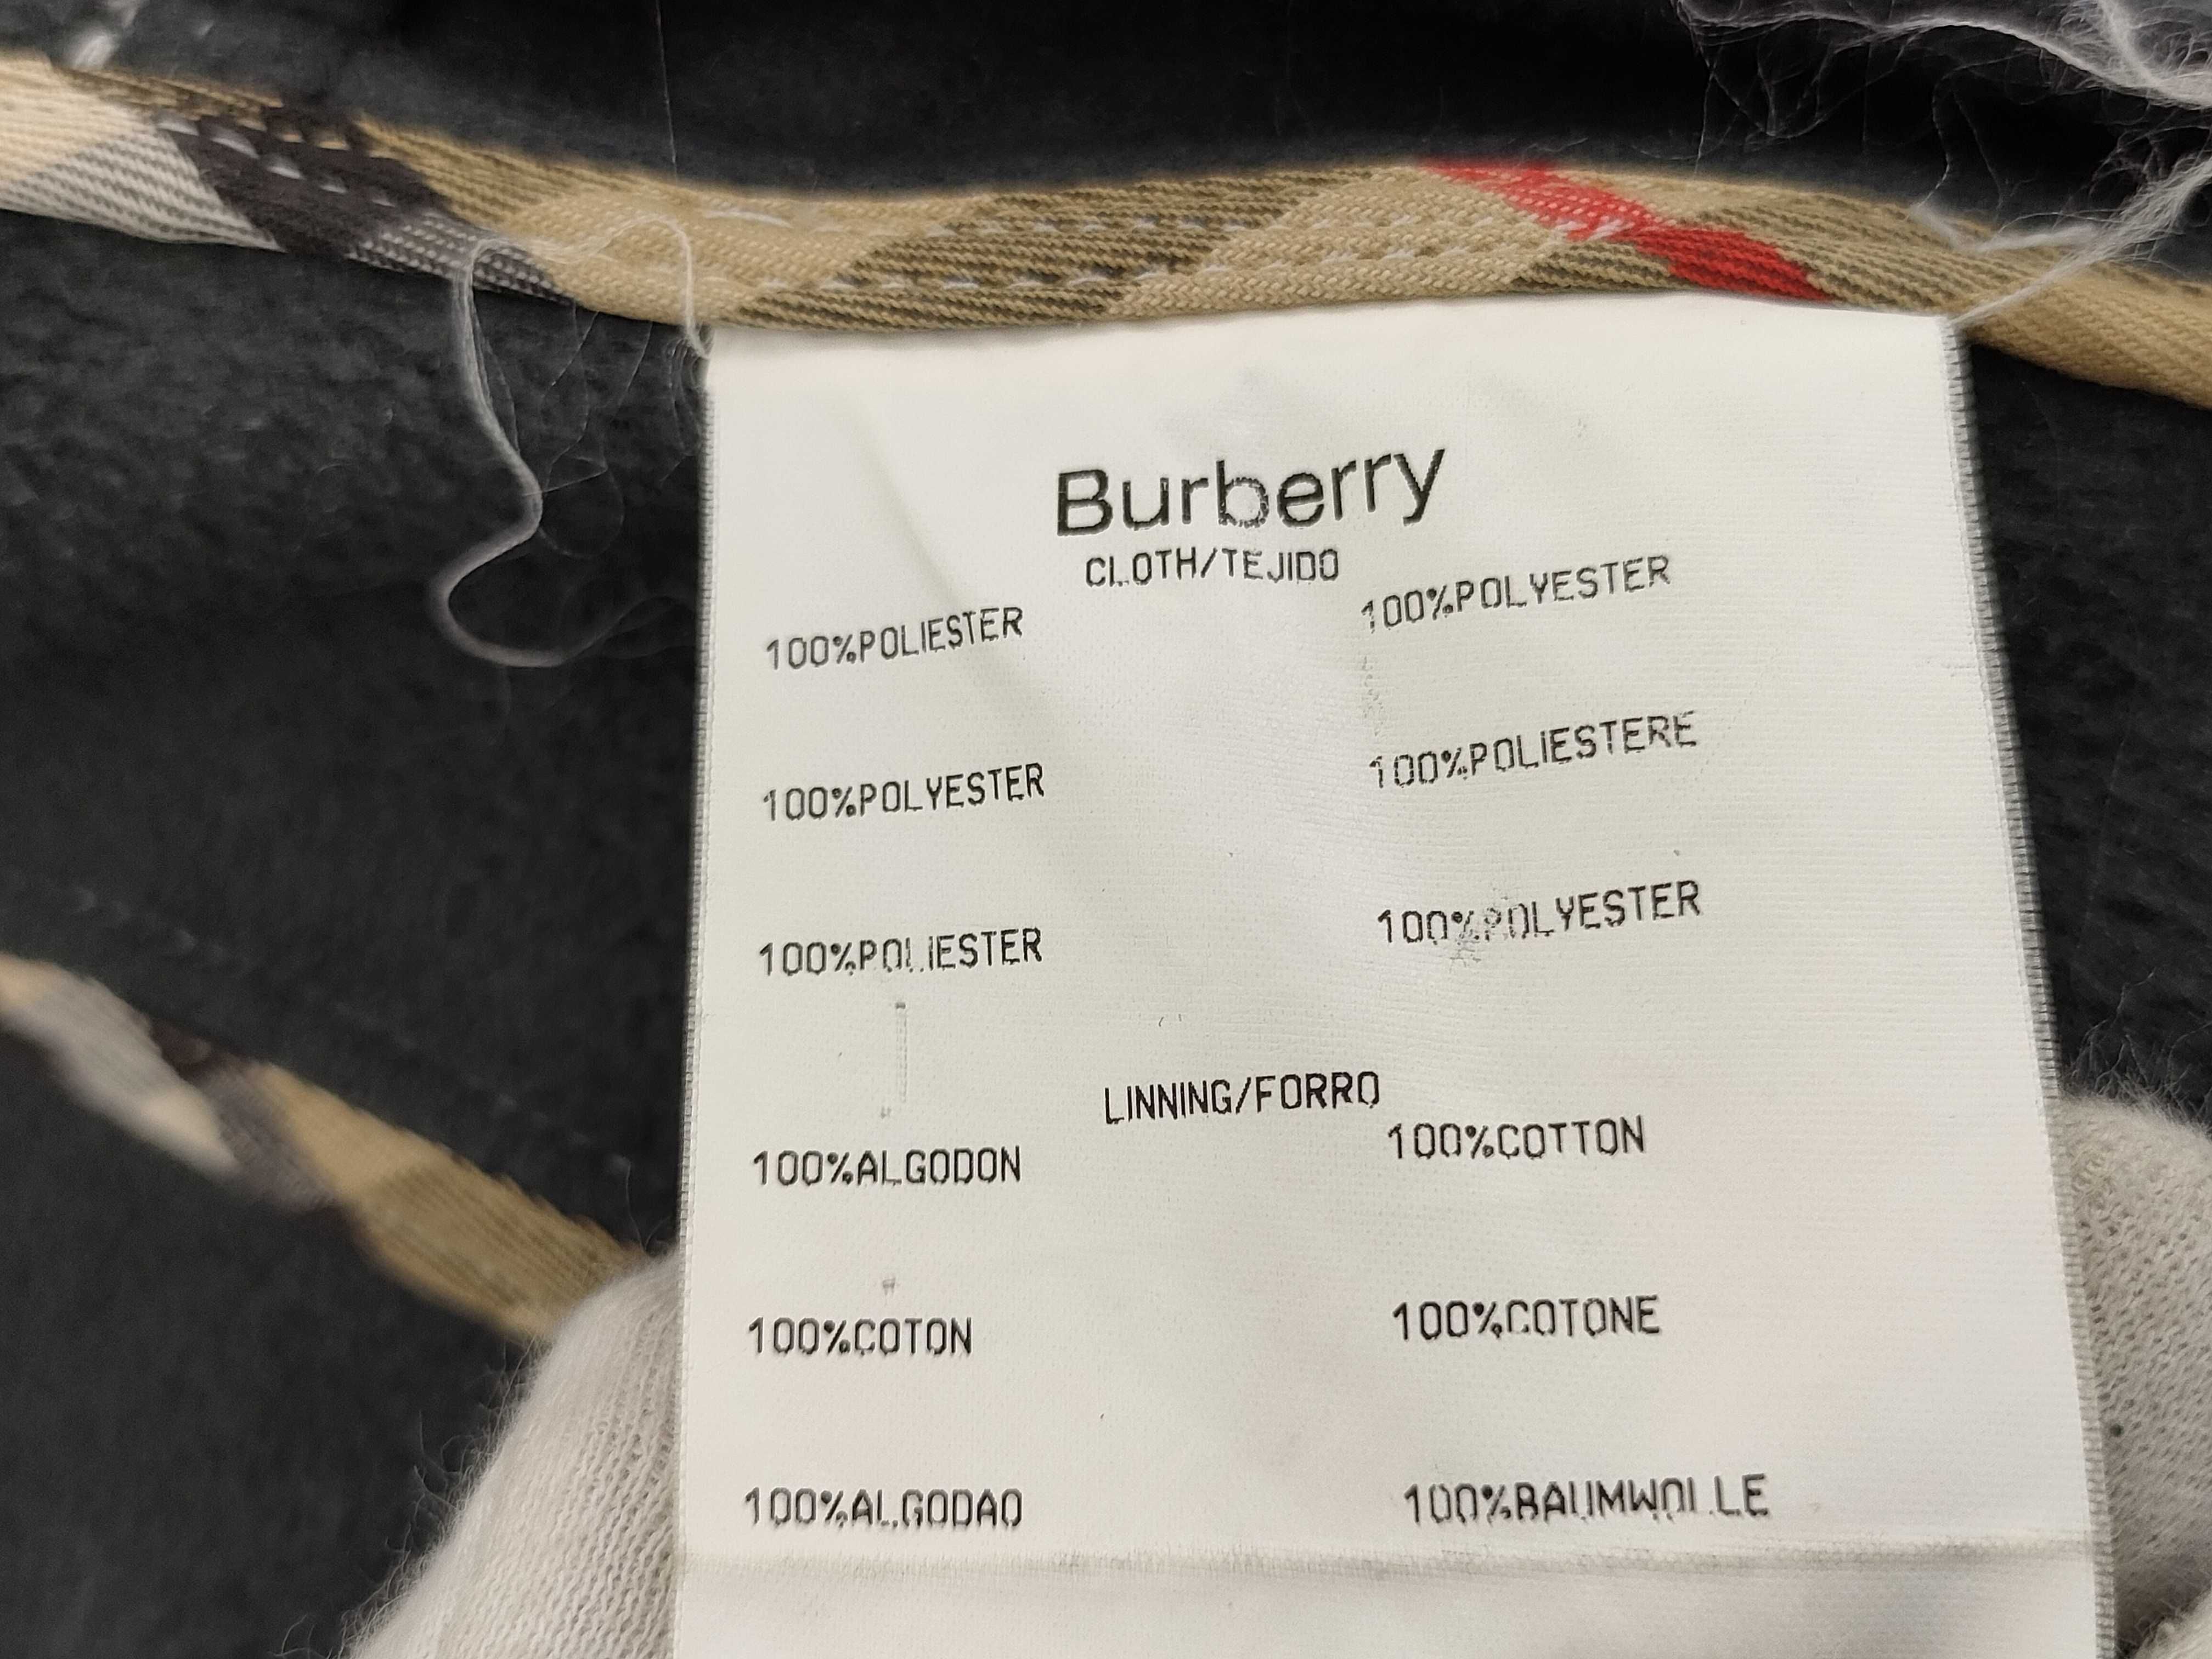 Burberry
CLOTH/TEJIDO
100%POLIESTER 100%POLYESTER
100%POLYESTER 100%POLIESTERE
100%POLIESTER 100%POLYESTER
LINNING/FORRO
100%ALGODON 100%COTTON
100%COTON 100%COTONE
100%ALGODAO 100%BAUMWOLLE